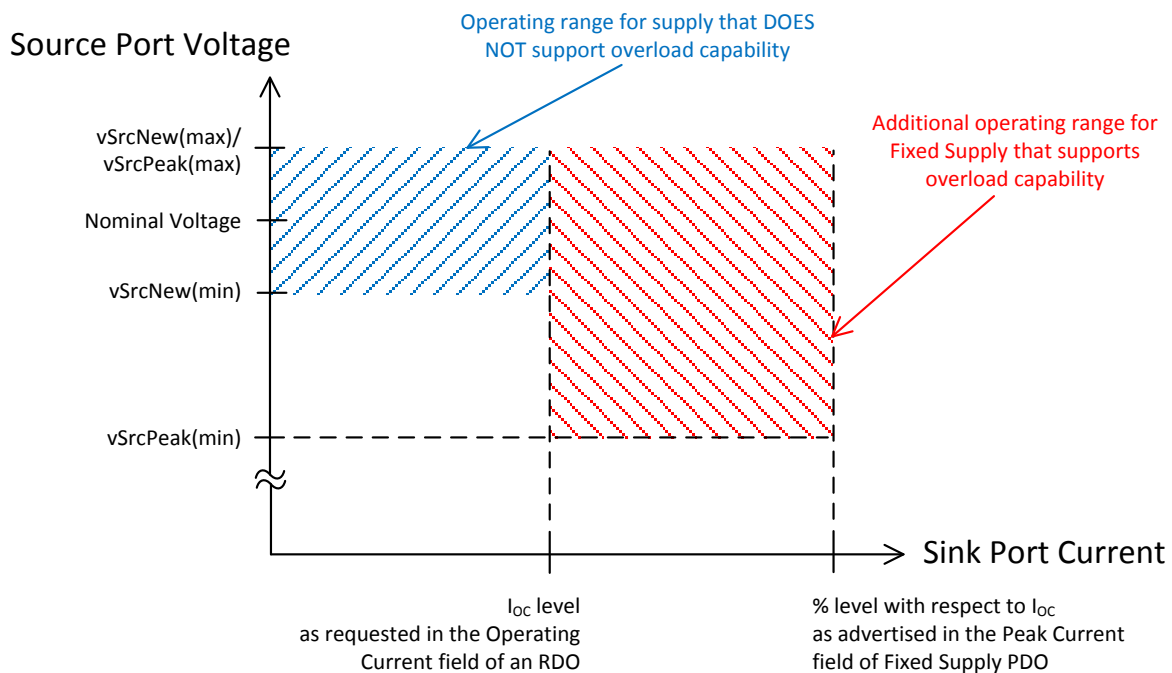 Operating range for supply that DOES
NOT support overload capability
Source Port Voltage
vSrcNew(max)/
vSrcPeak(max)
Additional operating range for
Fixed Supply that supports
overload capability
Nominal Voltage
vSrcNew(min)
vSrcPeak(min)
Sink Port Current
IOC level
as requested in the Operating
Current field of an RDO
% level with respect to IOC
as advertised in the Peak Current
field of Fixed Supply PDO